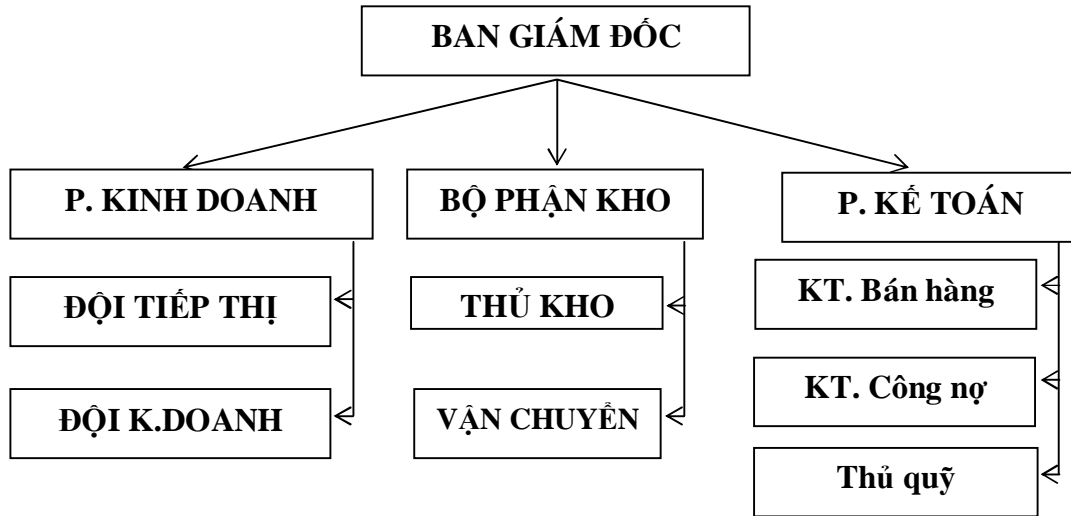 BAN GIÁM ĐỐC
P. KINH DOANH
BỘ PHẬN KHO
P. KẾ TOÁN
ĐỘI TIẾP THỊ
THỦ KHO
KT. Bán hàng
ĐỘI K.DOANH
VẬN CHUYỂN
KT. Công nợ
Thủ quỹ